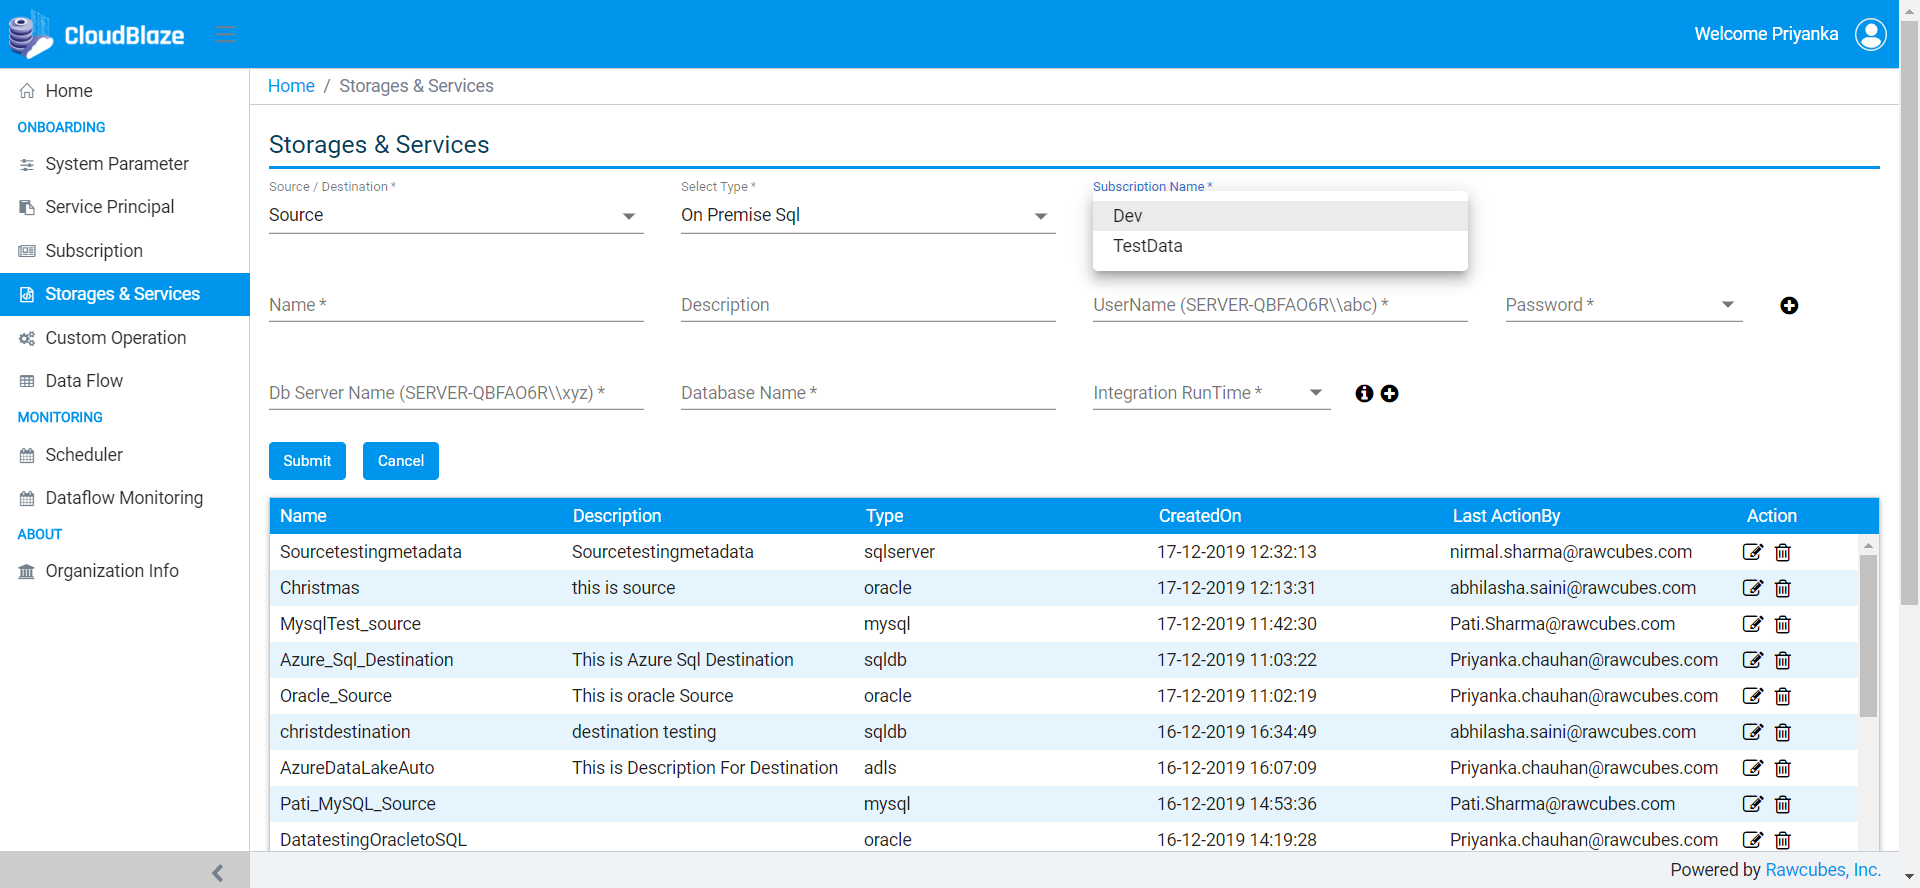 CloudBlaze
Welcome Priyanka
Home
ONBOARDING
System Parameter
Service Principal
Subscription
Storages & Services
Custom Operation
Data Flow
MONITORING
Scheduler
Dataflow Monitoring
ABOUT
Organization Info
Home / Storages & Services
Storages & Services
Source / Destination *
Source
Select Type *
On Premise Sql
Subscription Name *
Dev
TestData
Name *
Description
UserName (SERVER-QBFAO6R\\abc) *
Password *
Db Server Name (SERVER-QBFAO6R\\xyz) *
Database Name *
Integration RunTime *
Submit Cancel
Name Description Type CreatedOn Last ActionBy Action
Sourcetestingmetadata Sourcetestingmetadata sqlserver 17-12-2019 12:32:13 nirmal.sharma@rawcubes.com
Christmas this is source oracle 17-12-2019 12:13:31 abhilasha.saini@rawcubes.com
MysqlTest_source mysql 17-12-2019 11:42:30 Pati.Sharma@rawcubes.com
Azure_Sql_Destination This is Azure Sql Destination sqldb 17-12-2019 11:03:22 Priyanka.chauhan@rawcubes.com
Oracle_Source This is oracle Source oracle 17-12-2019 11:02:19 Priyanka.chauhan@rawcubes.com
christdestination destination testing sqldb 16-12-2019 16:34:49 abhilasha.saini@rawcubes.com
AzureDataLakeAuto This is Description For Destination adls 16-12-2019 16:07:09 Priyanka.chauhan@rawcubes.com
Pati_MySQL_Source mysql 16-12-2019 14:53:36 Pati.Sharma@rawcubes.com
DatatestingOracletoSQL oracle 16-12-2019 14:19:28 Priyanka.chauhan@rawcubes.com
Powered by Rawcubes, Inc.